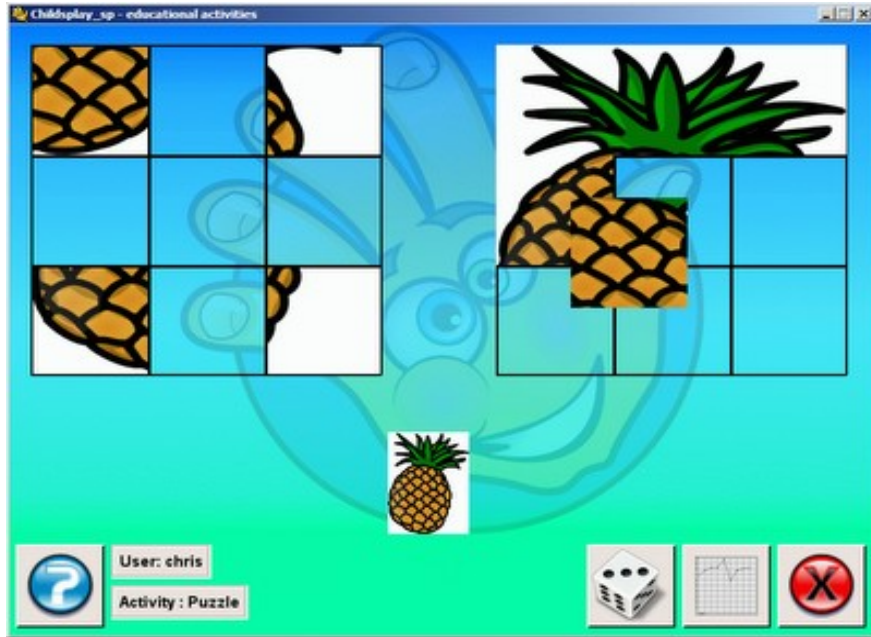 Childsplay_sp - educational activities
User: chris
Activity : Puzzle